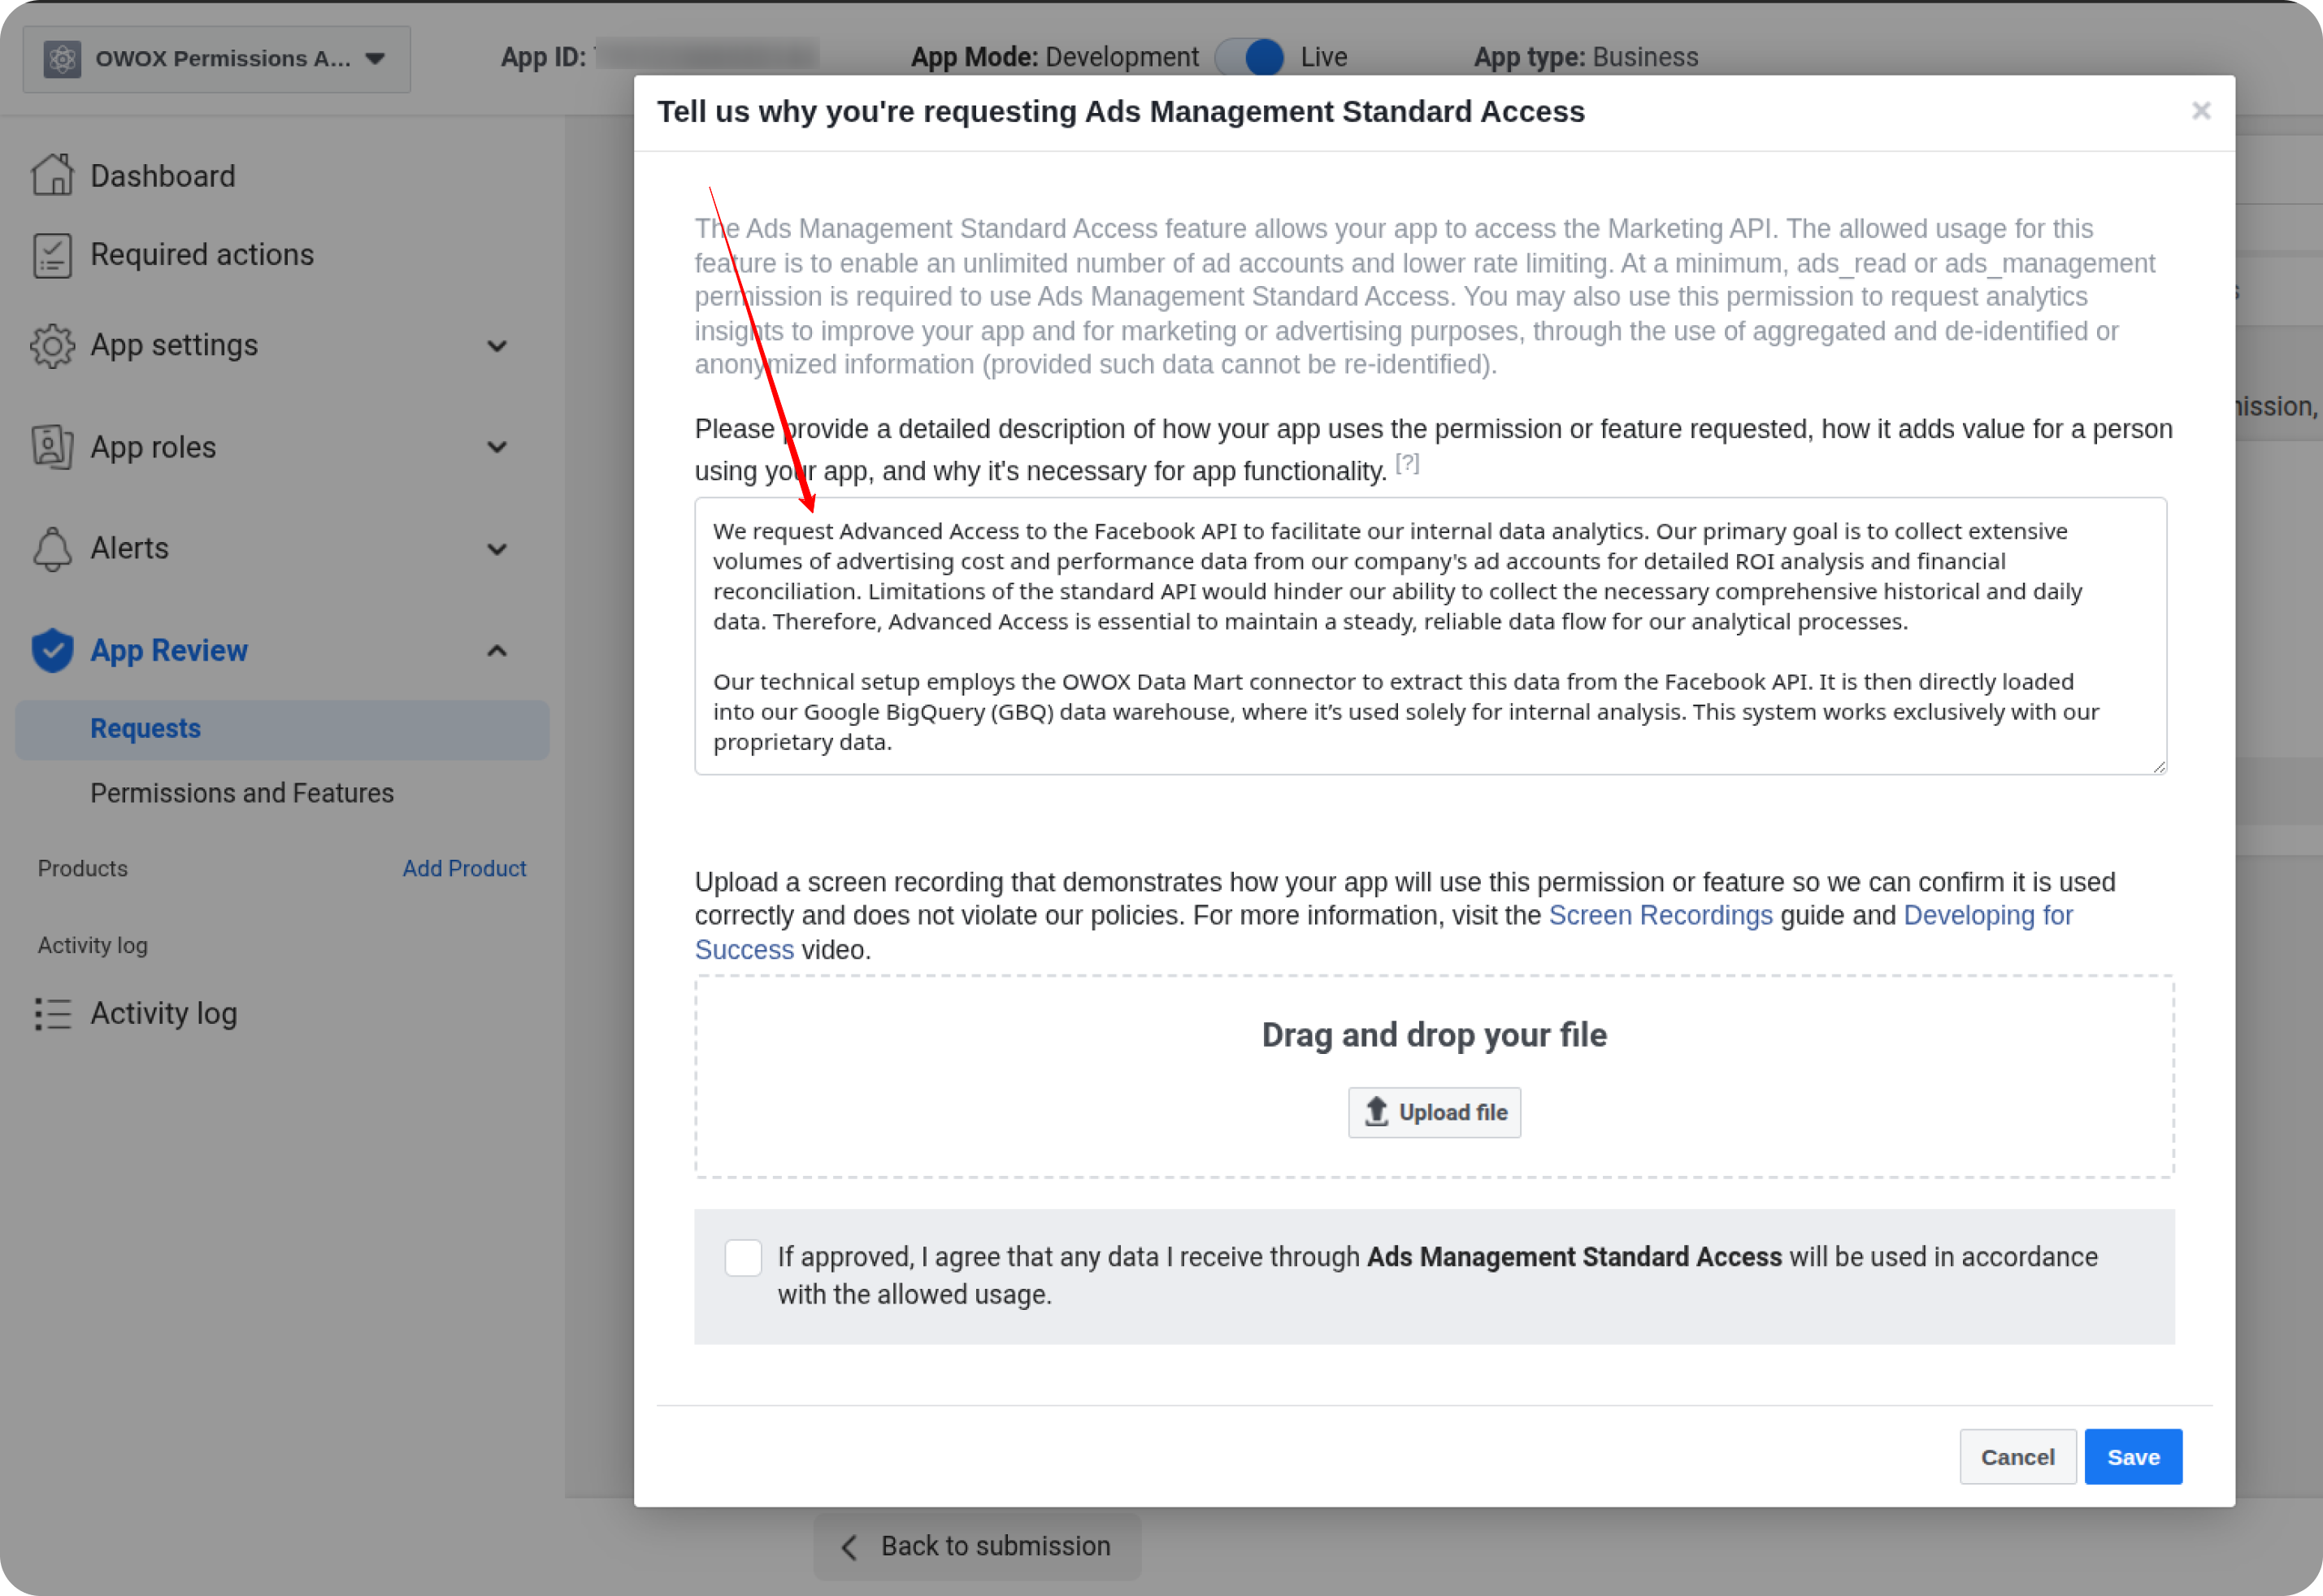 OWOX Permissions A...
App ID:
App Mode: Development
Live
App type: Business
Dashboard
Required actions
App settings
App roles
Alerts
App Review
Requests
Permissions and Features
Products
Add Product
Activity log
Activity log
Tell us why you're requesting Ads Management Standard Access
×
The Ads Management Standard Access feature allows your app to access the Marketing API. The allowed usage for this
feature is to enable an unlimited number of ad accounts and lower rate limiting. At a minimum, ads_read or ads_management
permission is required to use Ads Management Standard Access. You may also use this permission to request analytics
insights to improve your app and for marketing or advertising purposes, through the use of aggregated and de-identified or
anonymized information (provided such data cannot be re-identified).
Please provide a detailed description of how your app uses the permission or feature requested, how it adds value for a person
using your app, and why it's necessary for app functionality. [?]
We request Advanced Access to the Facebook API to facilitate our internal data analytics. Our primary goal is to collect extensive
volumes of advertising cost and performance data from our company's ad accounts for detailed ROI analysis and financial
reconciliation. Limitations of the standard API would hinder our ability to collect the necessary comprehensive historical and daily
data. Therefore, Advanced Access is essential to maintain a steady, reliable data flow for our analytical processes.
Our technical setup employs the OWOX Data Mart connector to extract this data from the Facebook API. It is then directly loaded
into our Google BigQuery (GBQ) data warehouse, where it’s used solely for internal analysis. This system works exclusively with our
proprietary data.
Upload a screen recording that demonstrates how your app will use this permission or feature so we can confirm it is used
correctly and does not violate our policies. For more information, visit the Screen Recordings guide and Developing for
Success video.
Drag and drop your file
Upload file
If approved, I agree that any data I receive through Ads Management Standard Access will be used in accordance
with the allowed usage.
Cancel
Save
Back to submission